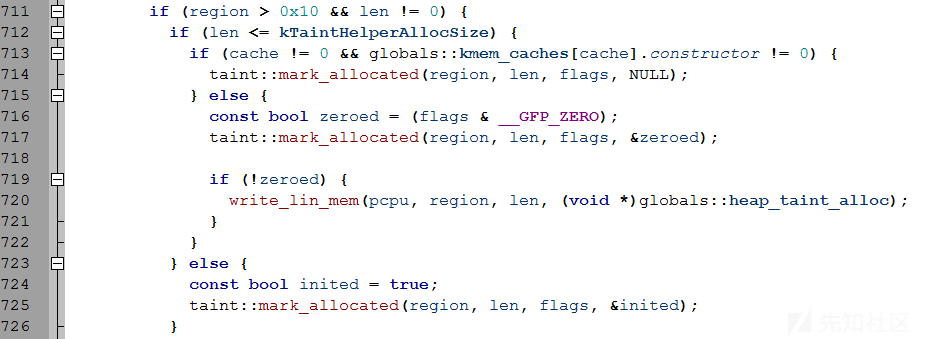 711 if (region > 0x10 && len != 0) {
712 if (len <= kTaintHelperAllocSize) {
713 if (cache != 0 && globals::kmem_caches[cache].constructor != 0) {
714 taint::mark_allocated(region, len, flags, NULL);
715 } else {
716 const bool zeroed = (flags & __GFP_ZERO);
717 taint::mark_allocated(region, len, flags, &zeroed);
718
719 if (!zeroed) {
720 write_lin_mem(pcpu, region, len, (void *)globals::heap_taint_alloc);
721 }
722 }
723 } else {
724 const bool inited = true;
725 taint::mark_allocated(region, len, flags, &inited);
726 }
先知社区